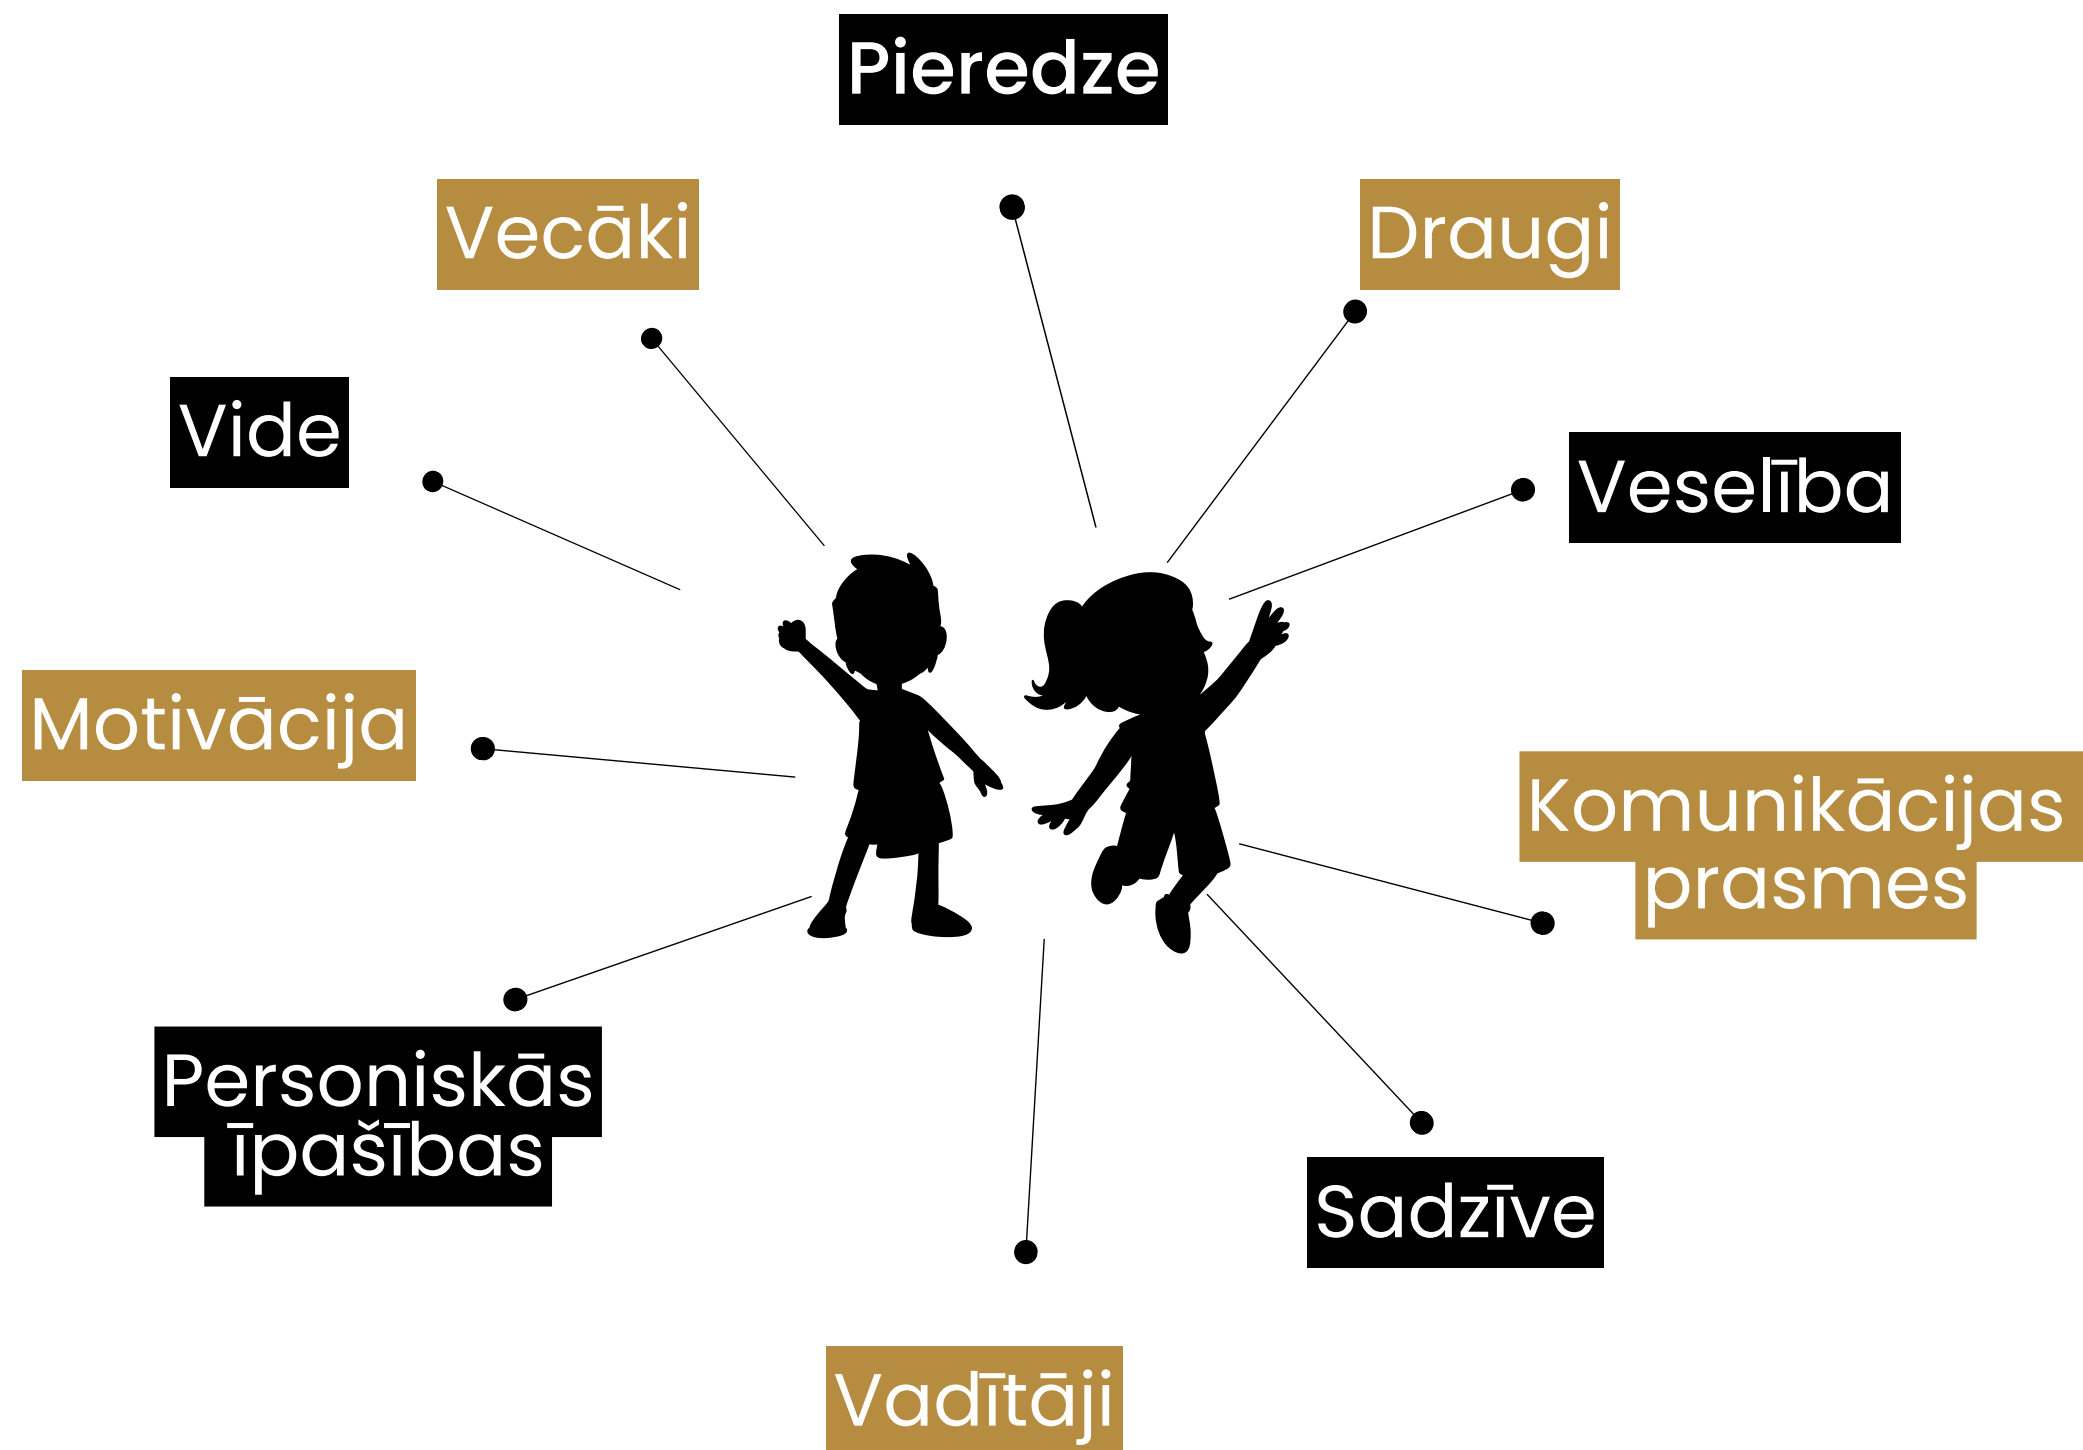 Pieredze
Vecāki
Draugi
Vide
Veselība
Motivācija
Komunikācijas
prasmes
Personiskās
īpašības
Sadzīve
Vadītāji